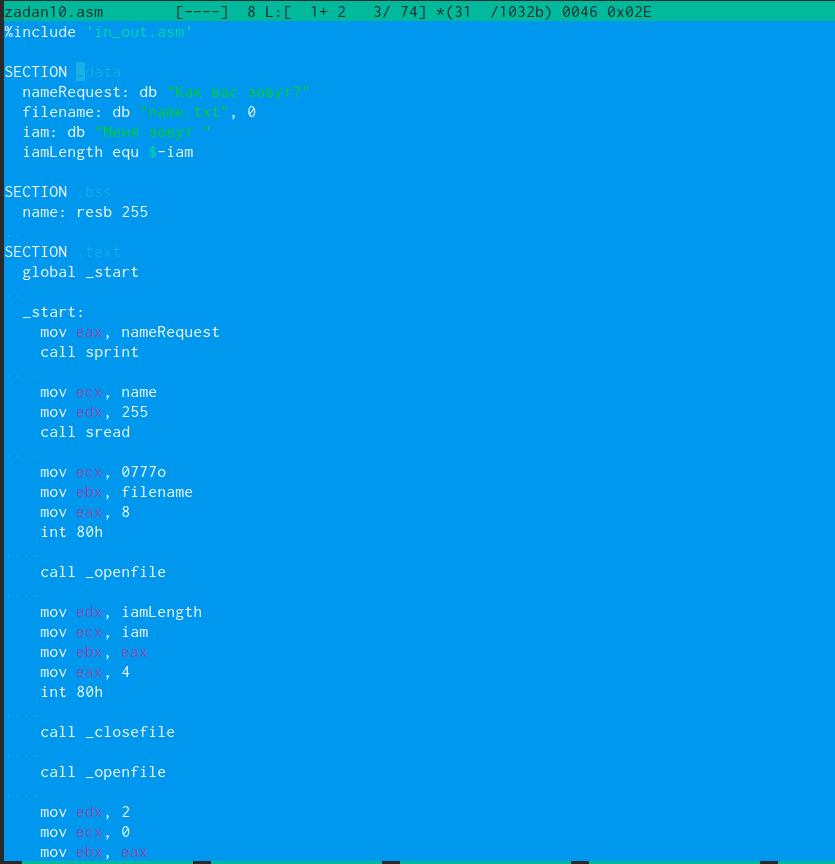 zadan10.asm        [----]  8 L:[  1+ 2   3/ 74] *(31  /1032b) 0046 0x02E
%include 'in_out.asm'
SECTION .data
  nameRequest: db "Как вас зовут?"
  filename: db "name.txt", 0
  iam: db "Меня зовут "
  iamLength equ $-iam
SECTION .bss
  name: resb 255
SECTION .text
  global _start
  _start:
    mov eax, nameRequest
    call sprint
    mov ecx, name
    mov edx, 255
    call sread
    mov ecx, 0777o
    mov ebx, filename
    mov eax, 8
    int 80h
    call _openfile
    mov edx, iamLength
    mov ecx, iam
    mov ebx, eax
    mov eax, 4
    int 80h
    call _closefile
    call _openfile
    mov edx, 2
    mov ecx, 0
    mov ebx, eax